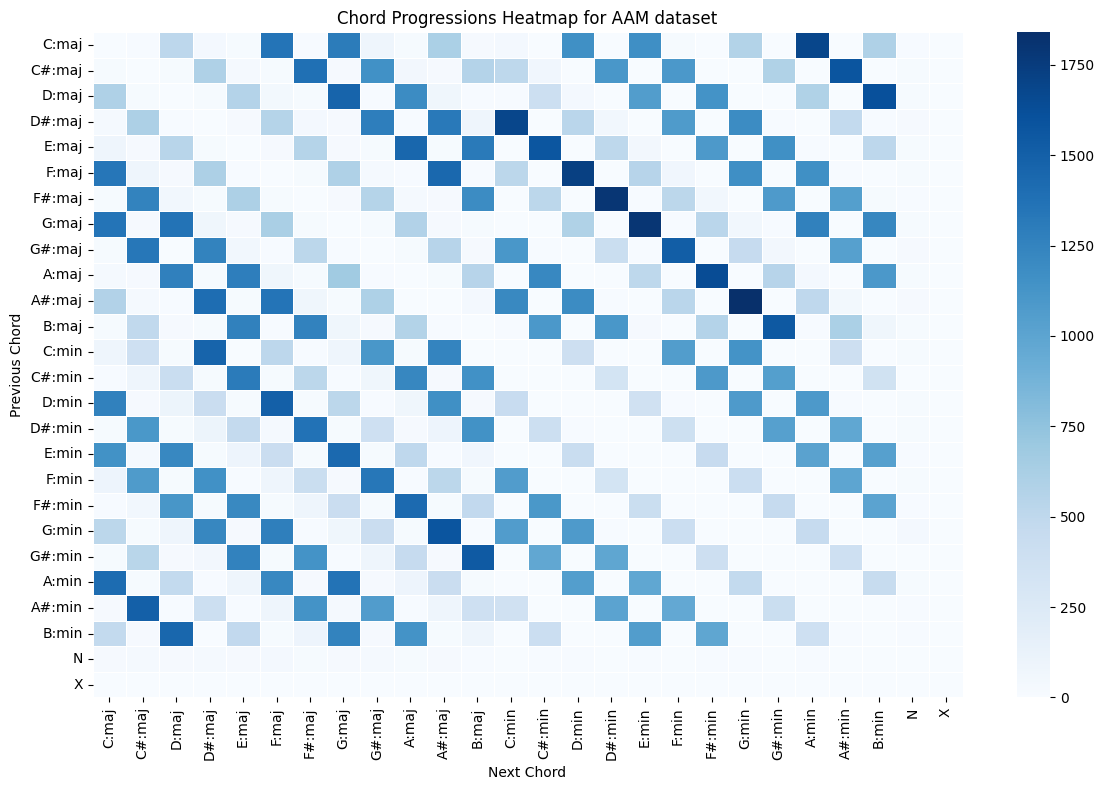 Chord Progressions Heatmap for AAM dataset
Previous Chord
C:maj
C#:maj
D:maj
D#:maj
E:maj
F:maj
F#:maj
G:maj
G#:maj
A:maj
A#:maj
B:maj
C:min
C#:min
D:min
D#:min
E:min
F:min
F#:min
G:min
G#:min
A:min
A#:min
B:min
N
X
C:maj
C#:maj
D:maj
D#:maj
E:maj
F:maj
F#:maj
G:maj
G#:maj
A:maj
A#:maj
B:maj
C:min
C#:min
D:min
D#:min
E:min
F:min
F#:min
G:min
G#:min
A:min
A#:min
B:min
N
X
Next Chord
1750
1500
1250
1000
750
500
250
0